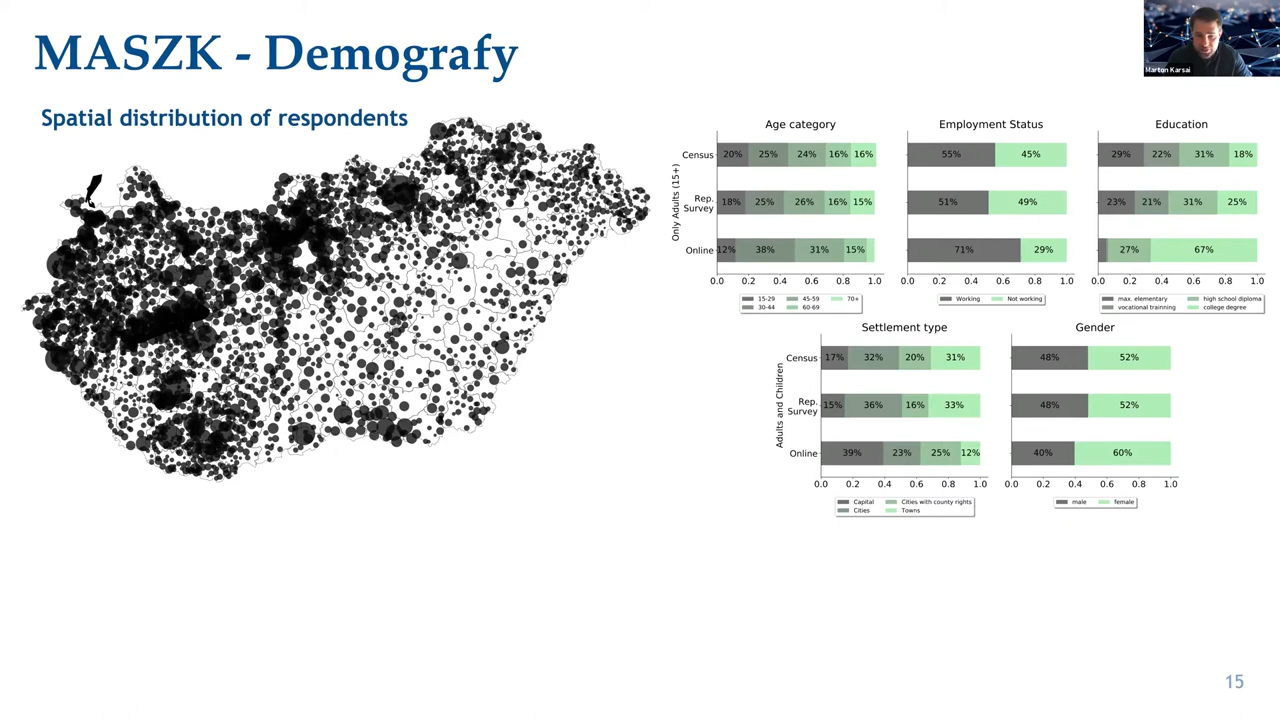 MASZK - Demografy
Marton Karsai
Spatial distribution of respondents
Age category
Only Adults (15+)
Census 20% 25% 24% 16% 16%
Rep. Survey 18% 25% 26% 16% 15%
Online 12% 38% 31% 15%
0.0 0.2 0.4 0.6 0.8 1.0
15-29 45-59 70+
30-44 60-69
Employment Status
55% 45%
51% 49%
71% 29%
0.0 0.2 0.4 0.6 0.8 1.0
Working Not working
Education
29% 22% 31% 18%
23% 21% 31% 25%
27% 67%
0.0 0.2 0.4 0.6 0.8 1.0
max. elementary high school diploma
vocational trainning college degree
Settlement type
Adults and Children
Census 17% 32% 20% 31%
Rep. Survey 15% 36% 16% 33%
Online 39% 23% 25% 12%
0.0 0.2 0.4 0.6 0.8 1.0
Capital Cities with county rights
Cities Towns
Gender
48% 52%
48% 52%
40% 60%
0.0 0.2 0.4 0.6 0.8 1.0
male female
15